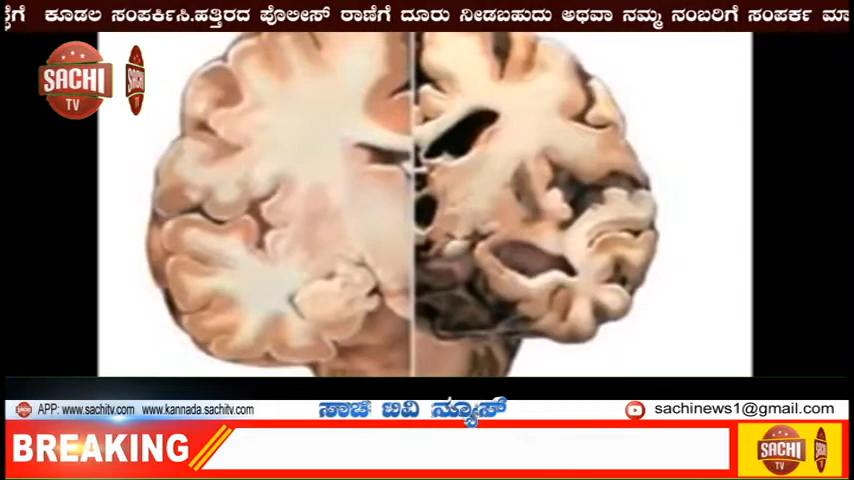 ಕೂಡಲ ಸಂಪರ್ಕಿಸಿ.ಹತ್ತಿರದ ಪೊಲೀಸ್ ಠಾಣೆಗೆ ದೂರು ನೀಡಬಹುದು ಅಥವಾ ನಮ್ಮ ನಂಬರಿಗೆ ಸಂಪರ್ಕ
SACHI
TV
APP: www.sachitv.com www.kannada.sachitv.com ಸಾಚಿ ಟಿವಿ ನ್ಯೂಸ್ sachinews1@gmail.com
BREAKING
SACHI
TV